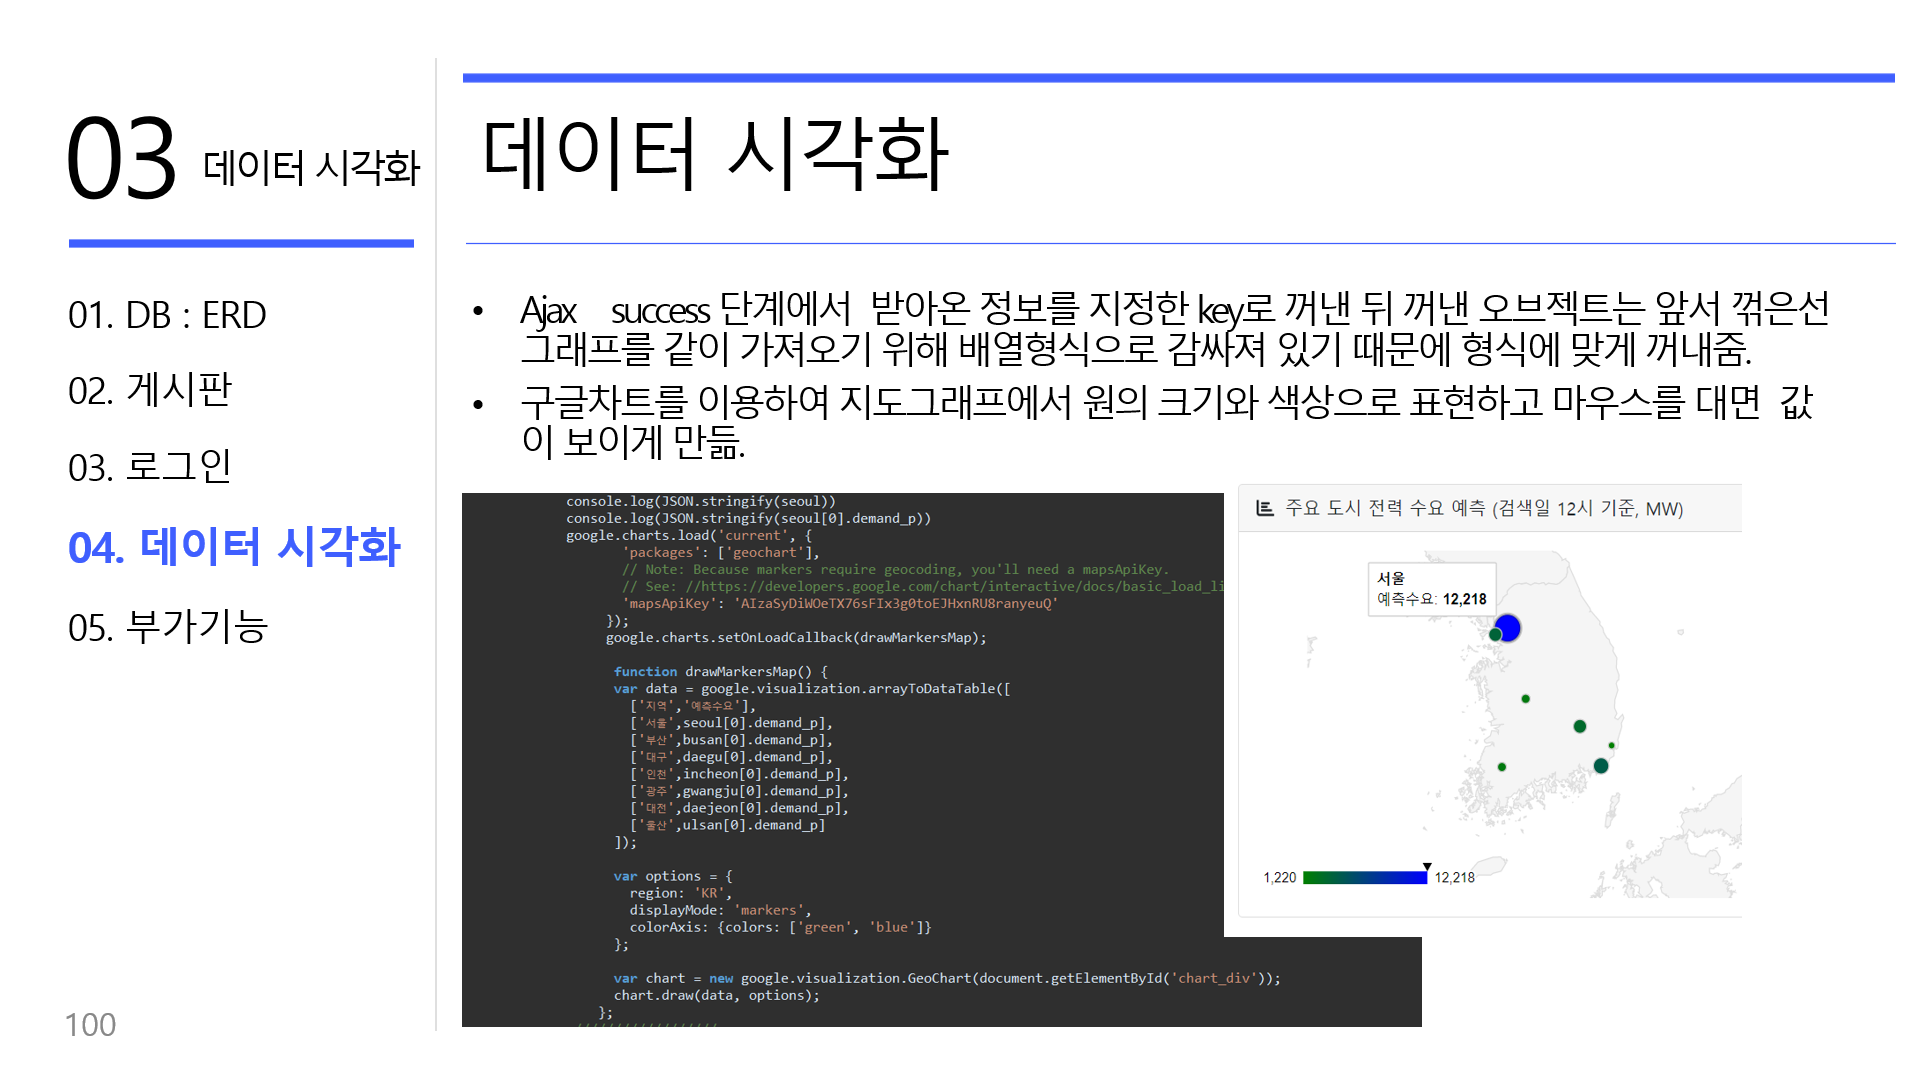 03 데이터 시각화
01. DB : ERD
02. 게시판
03. 로그인
04. 데이터 시각화
05. 부가기능
100
데이터 시각화
• Ajax success 단계에서 받아온 정보를 지정한 key로 꺼낸 뒤 꺼낸 오브젝트는 앞서 꺾은선
그래프를 같이 가져오기 위해 배열형식으로 감싸져 있기 때문에 형식에 맞게 꺼내줌.
• 구글차트를 이용하여 지도그래프에서 원의 크기와 색상으로 표현하고 마우스를 대면 값
이 보이게 만듦.
console.log(JSON.stringify(seoul))
console.log(JSON.stringify(seoul[0].demand_p))
google.charts.load('current', {
'packages': ['geochart'],
// Note: Because markers require geocoding, you'll need a mapsApiKey.
// See: //https://developers.google.com/chart/interactive/docs/basic_load_li
'mapsApiKey': 'AIzaSyDiWOeTX76sFIx3g0toEJHxnRU8ranyeuQ'
});
google.charts.setOnLoadCallback(drawMarkersMap);
function drawMarkersMap() {
var data = google.visualization.arrayToDataTable([
['지역','예측수요'],
['서울',seoul[0].demand_p],
['부산',busan[0].demand_p],
['대구',daegu[0].demand_p],
['인천',incheon[0].demand_p],
['광주',gwangju[0].demand_p],
['대전',daejeon[0].demand_p],
['울산',ulsan[0].demand_p]
]);
var options = {
region: 'KR',
displayMode: 'markers',
colorAxis: {colors: ['green', 'blue']}
};
var chart = new google.visualization.GeoChart(document.getElementById('chart_div'));
chart.draw(data, options);
};
주요 도시 전력 수요 예측 (검색일 12시 기준, MW)
서울
예측수요: 12,218
1,220 12,218